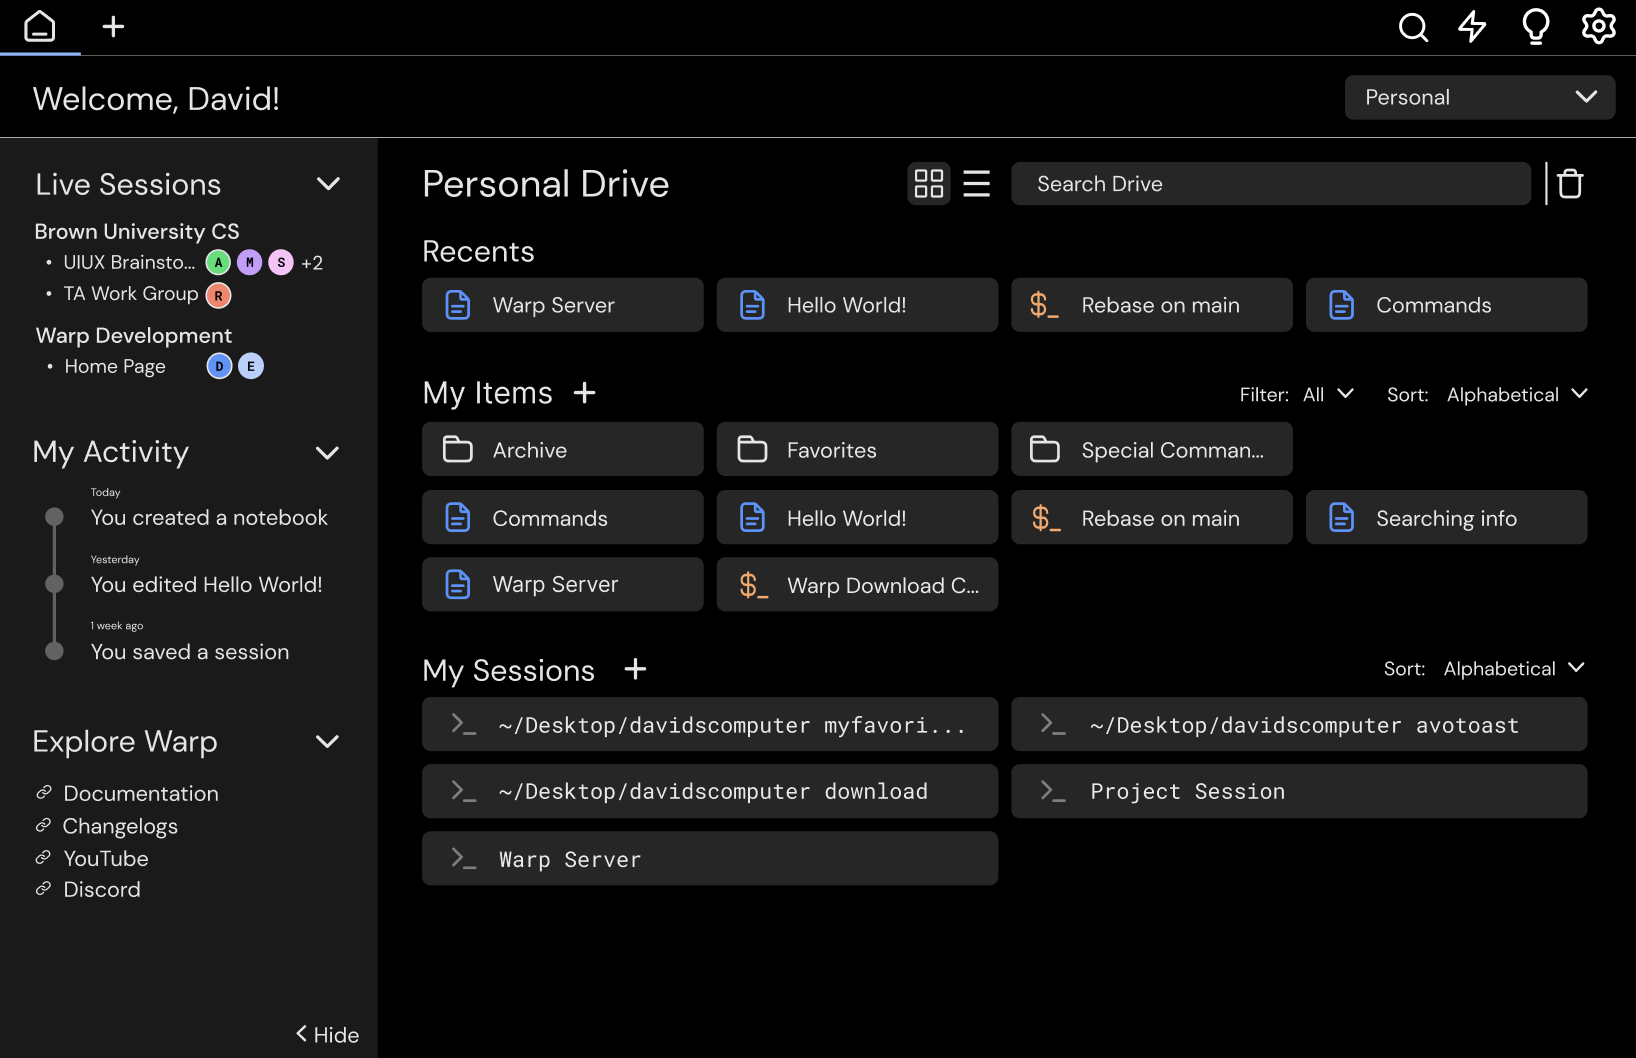 Welcome, David!
Personal
Live Sessions
Brown University CS
• UIUX Brainsto... A M S +2
• TA Work Group R
Warp Development
• Home Page D E
My Activity
Today
You created a notebook
Yesterday
You edited Hello World!
1 week ago
You saved a session
Explore Warp
Documentation
Changelogs
YouTube
Discord
Hide
Personal Drive
Search Drive
Recents
Warp Server
Hello World!
$_ Rebase on main
Commands
My Items
Filter: All
Sort: Alphabetical
Archive
Favorites
Special Comman...
Commands
Hello World!
$_ Rebase on main
Searching info
Warp Server
$_ Warp Download C...
My Sessions
Sort: Alphabetical
>_ ~/Desktop/davidscomputer myfavori...
>_ ~/Desktop/davidscomputer avotoast
>_ ~/Desktop/davidscomputer download
>_ Project Session
>_ Warp Server